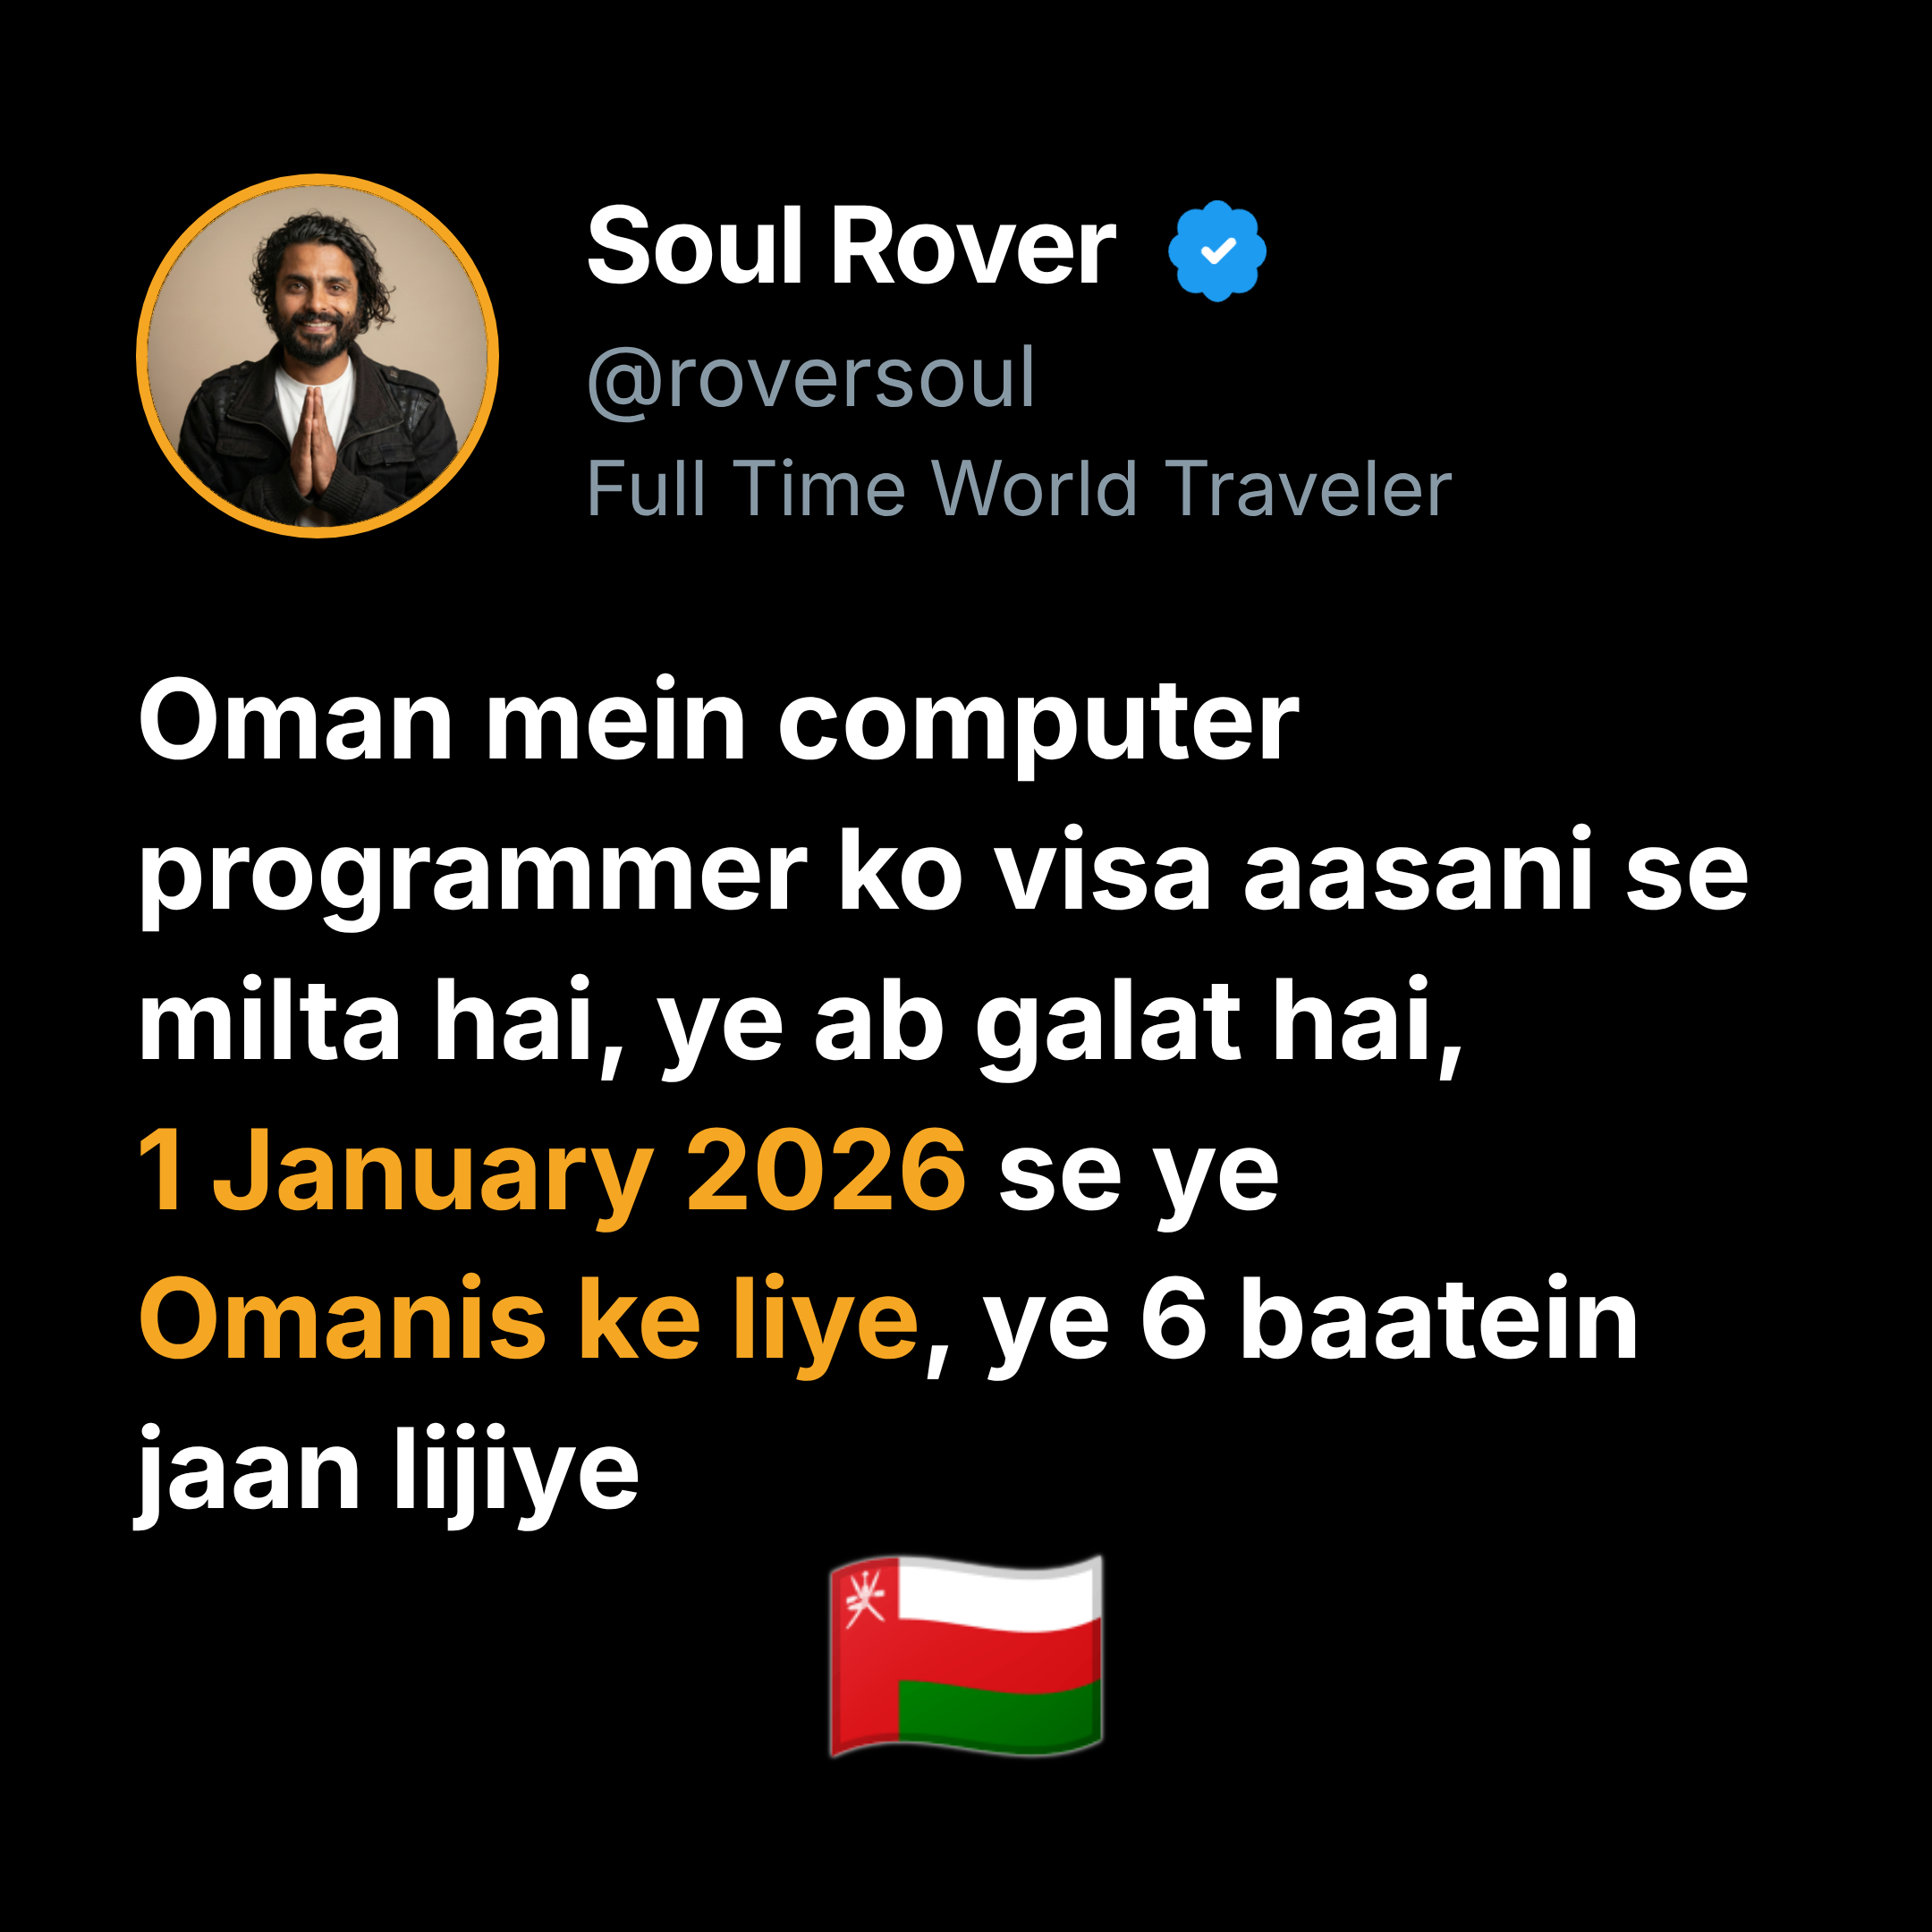 Soul Rover
@roversoul
Full Time World Traveler
Oman mein computer
programmer ko visa aasani se
milta hai, ye ab galat hai,
1 January 2026 se ye
Omanis ke liye, ye 6 baatein
jaan lijiye